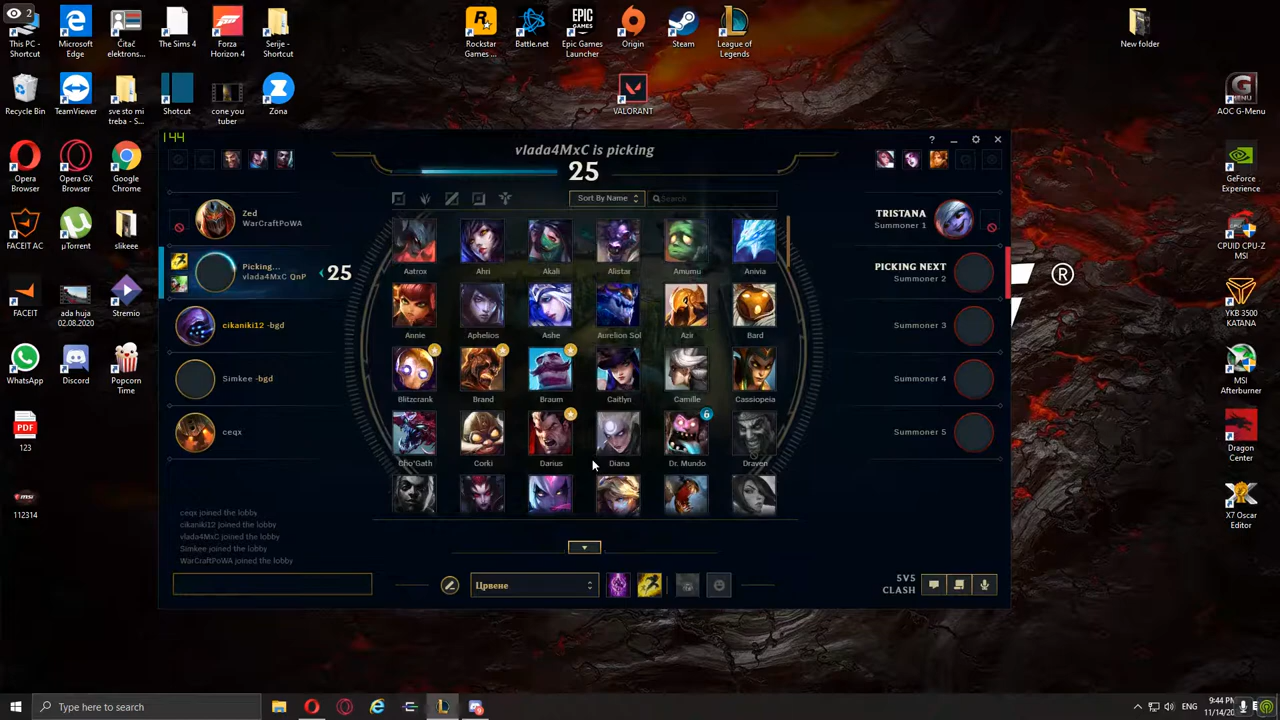 2
This PC - Shortcut
Microsoft Edge
Čitač elektrons...
The Sims 4
Forza Horizon 4
Serije - Shortcut
Rockstar Games ...
Battle.net
Epic Games Launcher
Origin
Steam
League of Legends
New folder
Recycle Bin
TeamViewer
sve sto mi treba - S...
Shotcut
cone you tuber
Zona
VALORANT
AOC G-Menu
144
vlada4MxC is picking
25
Sort By Name
Search
Opera Browser
Opera GX Browser
Google Chrome
GeForce Experience
Zed
WarCraftPoWA
TRISTANA
Summoner 1
FACEIT AC
µTorrent
slikeee
CPUID CPU-Z MSI
Picking...
vlada4MxC QnP
25
PICKING NEXT
Summoner 2
Aatrox
Ahri
Akali
Alistar
Amumu
Anivia
®
FACEIT
ada huja 02.08.2020
Stremio
YKB 3500 KATANA
cikaniki12 -bgd
Summoner 3
Annie
Aphelios
Ashe
Aurelion Sol
Azir
Bard
WhatsApp
Discord
Popcorn Time
MSI Afterburner
Simkee -bgd
Summoner 4
Blitzcrank
Brand
Braum
Caitlyn
Camille
Cassiopeia
PDF
123
Dragon Center
ceqx
Summoner 5
6
Cho'Gath
Corki
Darius
Diana
Dr. Mundo
Draven
112314
X7 Oscar Editor
ceqx joined the lobby
cikaniki12 joined the lobby
vlada4MxC joined the lobby
Simkee joined the lobby
WarCraftPoWA joined the lobby
Црвене
5V5
CLASH
Type here to search
9:44 PM